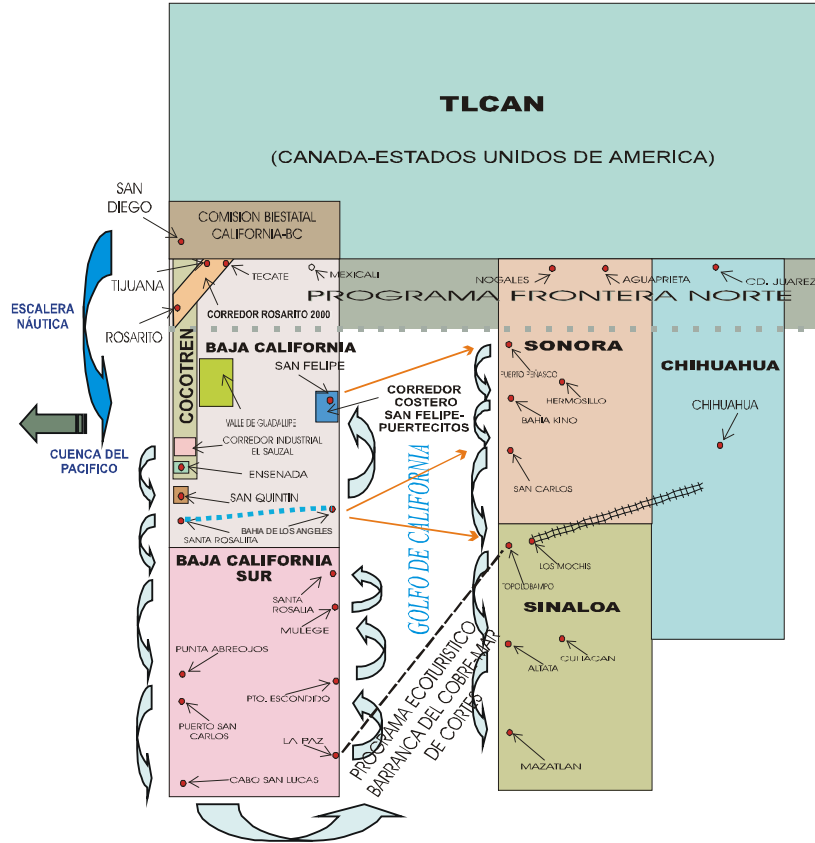 TLCAN
(CANADA-ESTADOS UNIDOS DE AMERICA)
SAN
DIEGO
COMISION BIESTATAL
CALIFORNIA-BC
TIJUANA
TECATE
MEXICALI
NOGALES
AGUAPRIETA
CD. JUAREZ
PROGRAMA FRONTERA NORTE
ESCALERA
NÁUTICA
ROSARITO
CORREDOR ROSARITO 2000
COCOTREN
BAJA CALIFORNIA
SAN FELIPE
SONORA
CHIHUAHUA
PUERTO PEÑASCO
HERMOSILLO
BAHIA KINO
CHIHUAHUA
CORREDOR
COSTERO
SAN FELIPE-
PUERTECITOS
VALLE DE GUADALIPE
CORREDOR INDUSTRIAL
EL SAUZAL
CUENCA DEL
PACIFICO
ENSENADA
SAN QUINTIN
SAN CARLOS
SANTA ROSALIITA
BAHIA DE LOS ANGELES
GOLFO DE CALIFORNIA
BAJA CALIFORNIA
SUR
LOS MOCHIS
TOPOLOBAMPO
SINALOA
SANTA
ROSALIA
MULEGE
PUNTA ABREOJOS
ALTATA
CULIACAN
PTO. ESCONDIDO
PUERTO SAN
CARLOS
LA PAZ
CABO SAN LUCAS
MAZATLAN
PROGRAMA ECOTURISTICO
BARRANCA DEL COBRE-MAR
DE CORTES